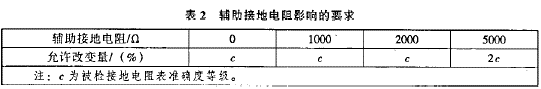 表2 辅助接地电阻影响的要求
辅助接地电阻/Ω 0 1000 2000 5000
允许改变量/(%) c c c 2c
注:c为被检接地电阻表准确度等级。